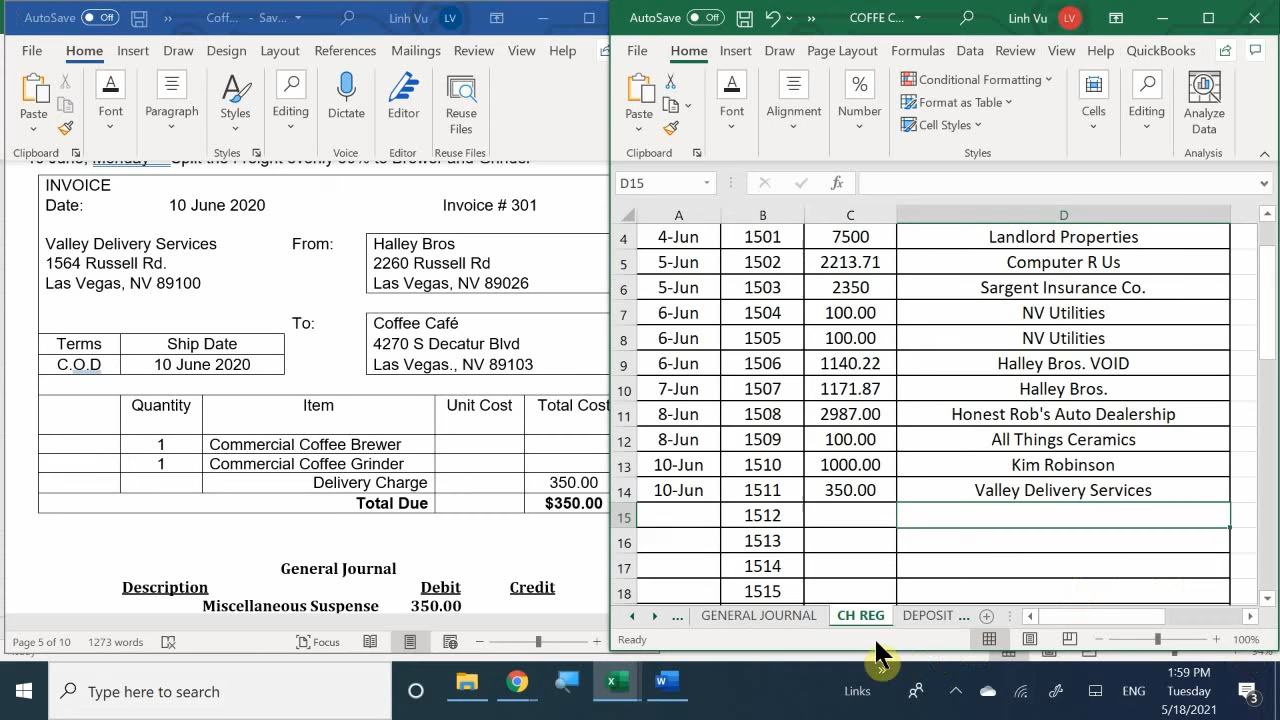 AutoSave Off » Coff... - Sav... Linh Vu LV
File Home Insert Draw Design Layout References Mailings Review View Help
Paste Font Paragraph Styles Editing Dictate Editor Reuse Files
Clipboard Styles Voice Editor Reuse Files
INVOICE
Date: 10 June 2020 Invoice # 301
Valley Delivery Services From: Halley Bros
1564 Russell Rd. 2260 Russell Rd
Las Vegas, NV 89100 Las Vegas, NV 89026
To: Coffee Café
Terms Ship Date 4270 S Decatur Blvd
C.O.D 10 June 2020 Las Vegas., NV 89103
Quantity Item Unit Cost Total Cost
1 Commercial Coffee Brewer
1 Commercial Coffee Grinder
Delivery Charge 350.00
Total Due $350.00
General Journal
Description Debit Credit
Miscellaneous Suspense 350.00
Page 5 of 10 1273 words Focus
AutoSave Off » COFFE C... Linh Vu LV
File Home Insert Draw Page Layout Formulas Data Review View Help QuickBooks
Paste Font Alignment Number Conditional Formatting Format as Table Cell Styles Cells Editing Analyze Data
Clipboard Styles Analysis
D15 fx
A B C D
4 4-Jun 1501 7500 Landlord Properties
5 5-Jun 1502 2213.71 Computer R Us
6 5-Jun 1503 2350 Sargent Insurance Co.
7 6-Jun 1504 100.00 NV Utilities
8 6-Jun 1505 100.00 NV Utilities
9 6-Jun 1506 1140.22 Halley Bros. VOID
10 7-Jun 1507 1171.87 Halley Bros.
11 8-Jun 1508 2987.00 Honest Rob's Auto Dealership
12 8-Jun 1509 100.00 All Things Ceramics
13 10-Jun 1510 1000.00 Kim Robinson
14 10-Jun 1511 350.00 Valley Delivery Services
15 1512
16 1513
17 1514
18 1515
... GENERAL JOURNAL CH REG DEPOSIT ...
Ready 100%
Type here to search Links » ENG 1:59 PM
Tuesday
5/18/2021 3